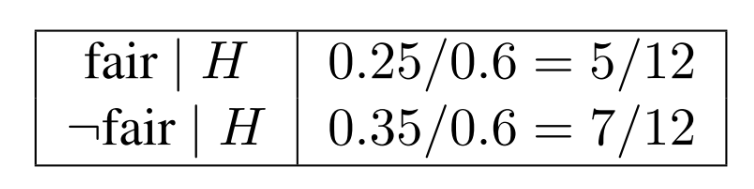 fair | H 0.25/0.6 = 5/12
¬fair | H 0.35/0.6 = 7/12